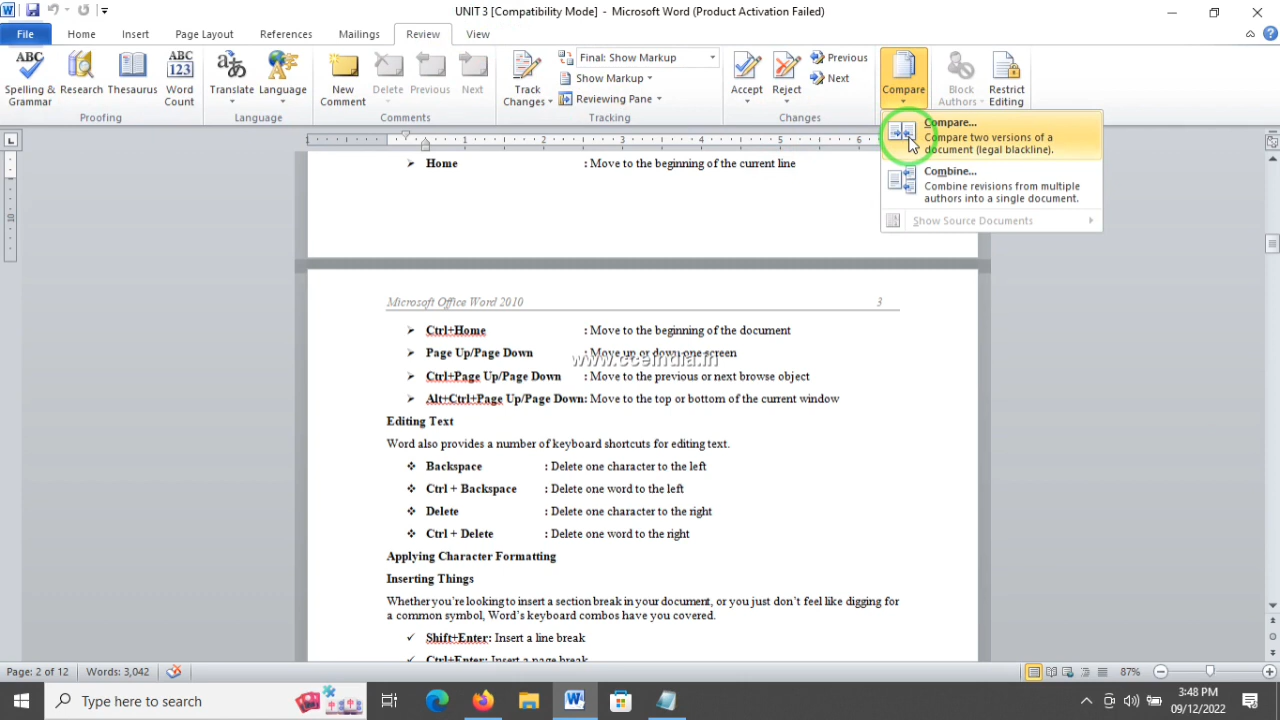 UNIT 3 [Compatibility Mode] - Microsoft Word (Product Activation Failed)
File Home Insert Page Layout References Mailings Review View
ABC ABC 123
Spelling & Grammar Research Thesaurus Word Count Translate Language New Comment Delete Previous Next Track Changes
Final: Show Markup
Show Markup
Reviewing Pane
Accept Reject Previous
Next
Compare Block Authors Restrict Editing
Proofing Language Comments Tracking Changes
Compare...
Compare two versions of a
document (legal blackline).
Combine...
Combine revisions from multiple
authors into a single document.
Show Source Documents
Home : Move to the beginning of the current line
Microsoft Office Word 2010 3
Ctrl+Home : Move to the beginning of the document
Page Up/Page Down : Move up or down one screen
www.cceindia.in
Ctrl+Page Up/Page Down : Move to the previous or next browse object
Alt+Ctrl+Page Up/Page Down: Move to the top or bottom of the current window
Editing Text
Word also provides a number of keyboard shortcuts for editing text.
Backspace : Delete one character to the left
Ctrl + Backspace : Delete one word to the left
Delete : Delete one character to the right
Ctrl + Delete : Delete one word to the right
Applying Character Formatting
Inserting Things
Whether you're looking to insert a section break in your document, or you just don't feel like digging for
a common symbol, Word's keyboard combos have you covered.
Shift+Enter: Insert a line break
Ctrl+Enter: Insert a page break
Page: 2 of 12 Words: 3,042 87%
Type here to search
3:48 PM
09/12/2022